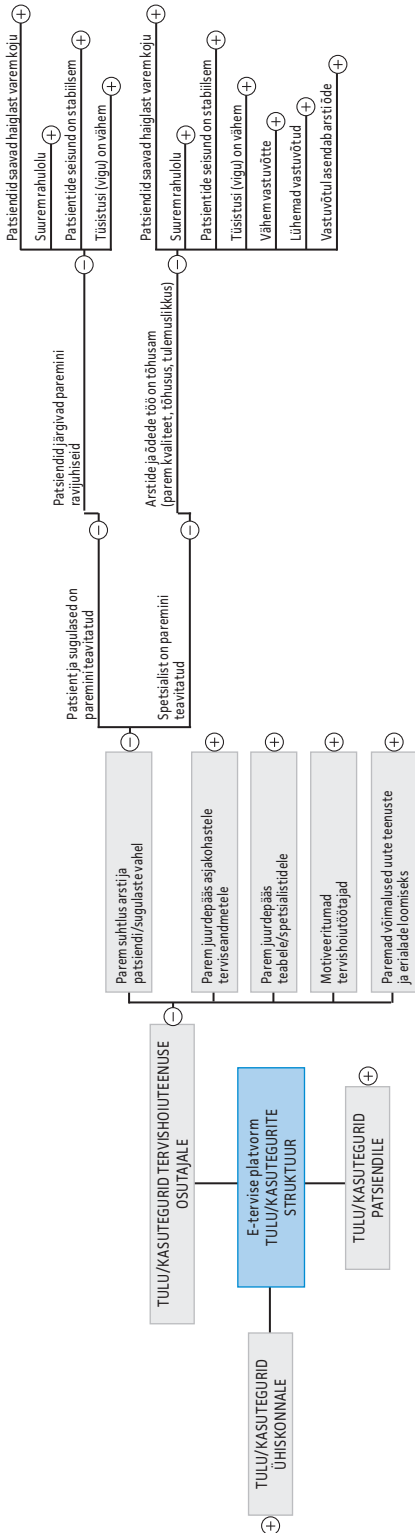 TULU/KASUTEGURID
ÜHISKONNALE
E-tervise platvorm
TULU/KASUTEGURITE
STRUKTUUR
TULU/KASUTEGURID TERVISHOIUTEENUSE
OSUTAJALE
TULU/KASUTEGURID
PATSIENDILE
Parem suhtlus arsti ja
patsiendi/sugulaste vahel
Parem juurdepääs asjakohastele
terviseandmetele
Parem juurdepääs
teabele/spetsialistidele
Motiveeritumad
tervishoiutöötajad
Paremad võimalused uute teenuste
ja erialade loomiseks
Patsient ja sugulased on
paremini teavitatud
Spetsialist on paremini
teavitatud
Patsiendid järgivad paremini
ravijuhiseid
Arstide ja õdede töö on tõhusam
(parem kvaliteet, tõhusus, tulemuslikkus)
Patsiendid saavad haiglast varem koju
Suurem rahulolu
Patsientide seisund on stabiilsem
Tüsistusi (vigu) on vähem
Patsiendid saavad haiglast varem koju
Suurem rahulolu
Patsientide seisund on stabiilsem
Tüsistusi (vigu) on vähem
Vähem vastuvõtte
Lühemad vastuvõtud
Vastuvõtul asendab arsti õde